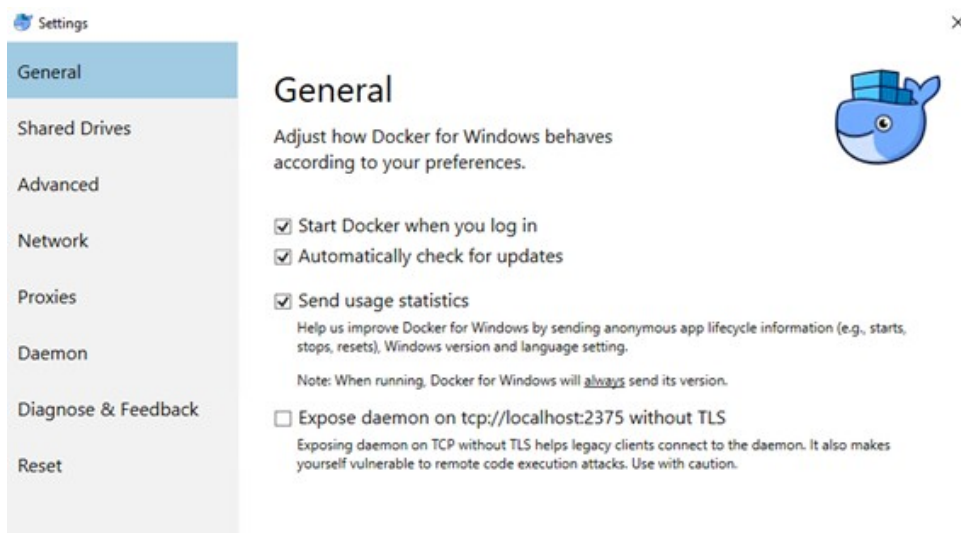 Settings
General
Shared Drives
Advanced
Network
Proxies
Daemon
Diagnose & Feedback
Reset
General
Adjust how Docker for Windows behaves
according to your preferences.
Start Docker when you log in
Automatically check for updates
Send usage statistics
Help us improve Docker for Windows by sending anonymous app lifecycle information (e.g., starts,
stops, resets), Windows version and language setting.
Note: When running, Docker for Windows will always send its version.
Expose daemon on tcp://localhost:2375 without TLS
Exposing daemon on TCP without TLS helps legacy clients connect to the daemon. It also makes
yourself vulnerable to remote code execution attacks. Use with caution.